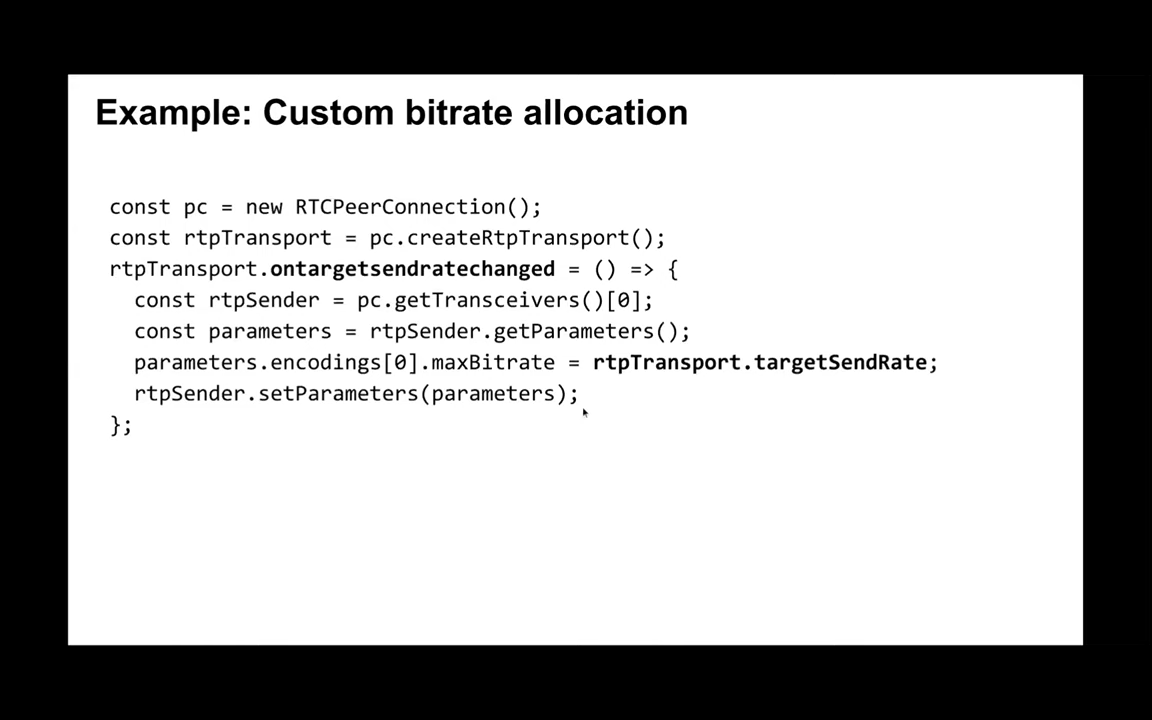 Example: Custom bitrate allocation
const pc = new RTCPeerConnection();
const rtpTransport = pc.createRtpTransport();
rtpTransport.ontargetsendratechanged = () => {
  const rtpSender = pc.getTransceivers()[0];
  const parameters = rtpSender.getParameters();
  parameters.encodings[0].maxBitrate = rtpTransport.targetSendRate;
  rtpSender.setParameters(parameters);
};